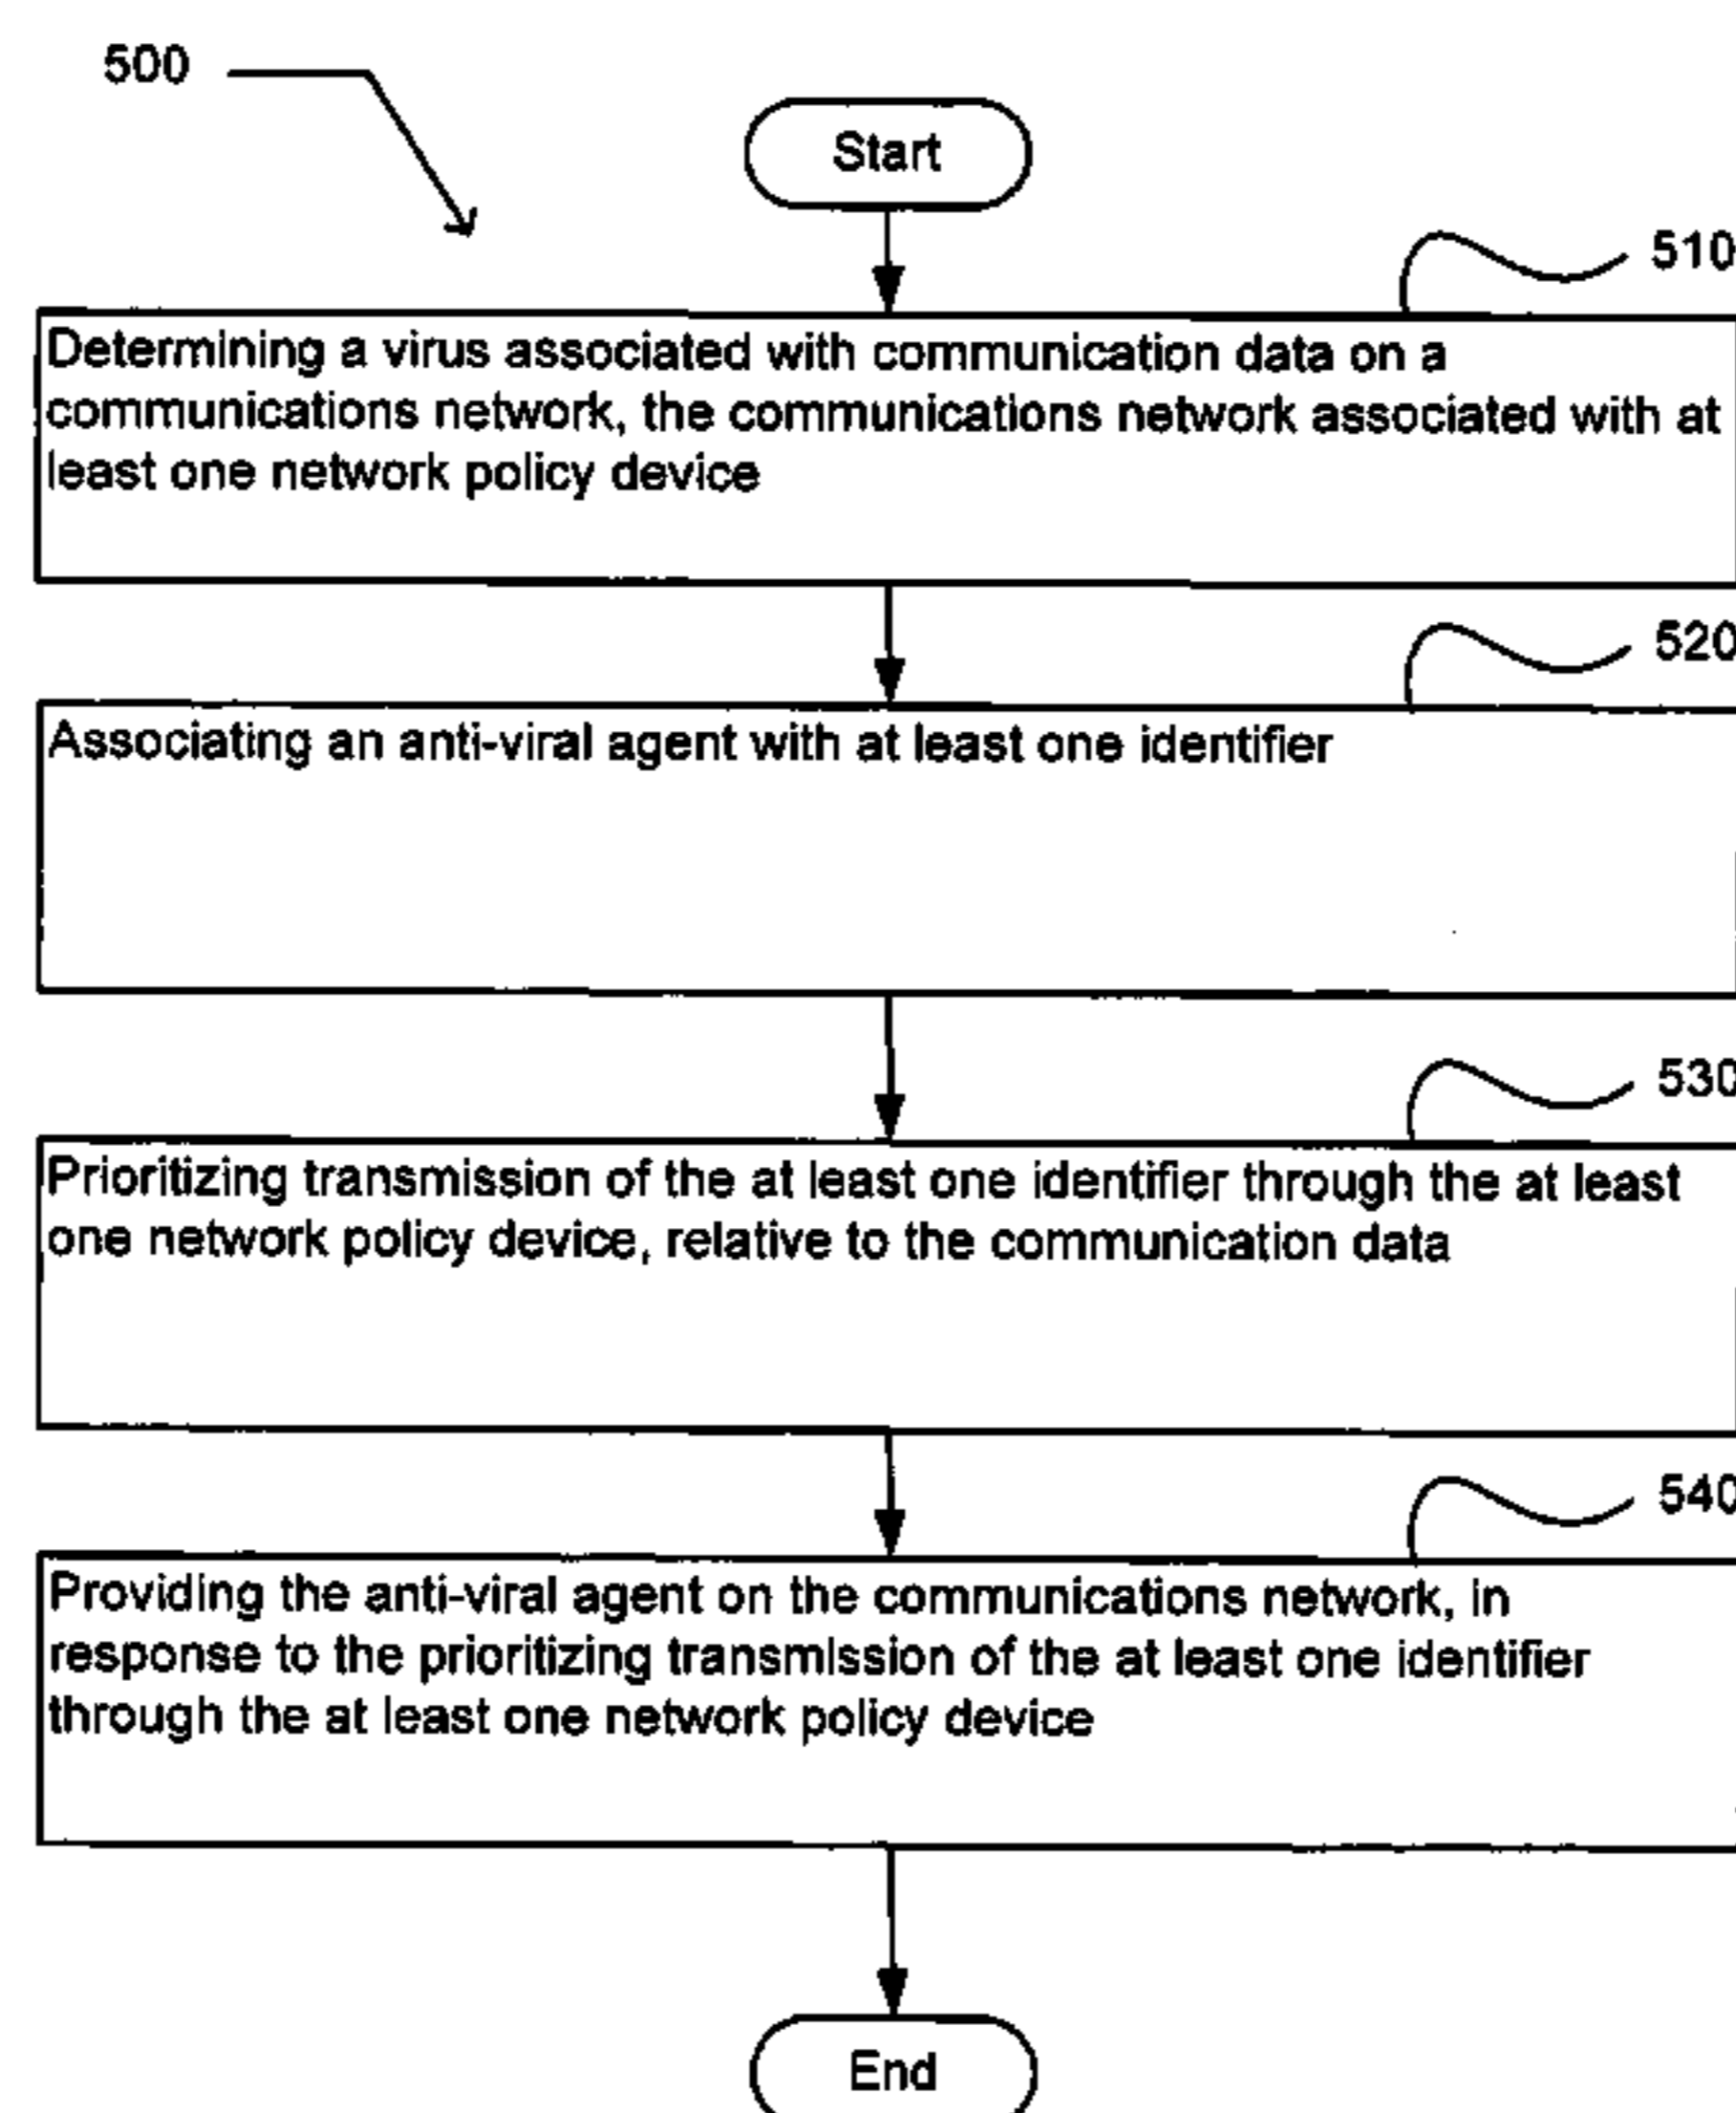 500
Start
510
Determining a virus associated with communication data on a
communications network, the communications network associated with at
least one network policy device
520
Associating an anti-viral agent with at least one identifier
530
Prioritizing transmission of the at least one identifier through the at least
one network policy device, relative to the communication data
540
Providing the anti-viral agent on the communications network, in
response to the prioritizing transmission of the at least one identifier
through the at least one network policy device
End